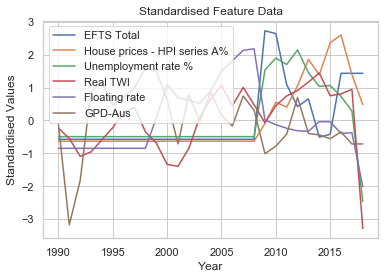 Standardised Feature Data
3
2
1
0
−1
−2
−3
Standardised Values
EFTS Total
House prices - HPI series A%
Unemployment rate %
Real TWI
Floating rate
GPD-Aus
1990 1995 2000 2005 2010 2015
Year